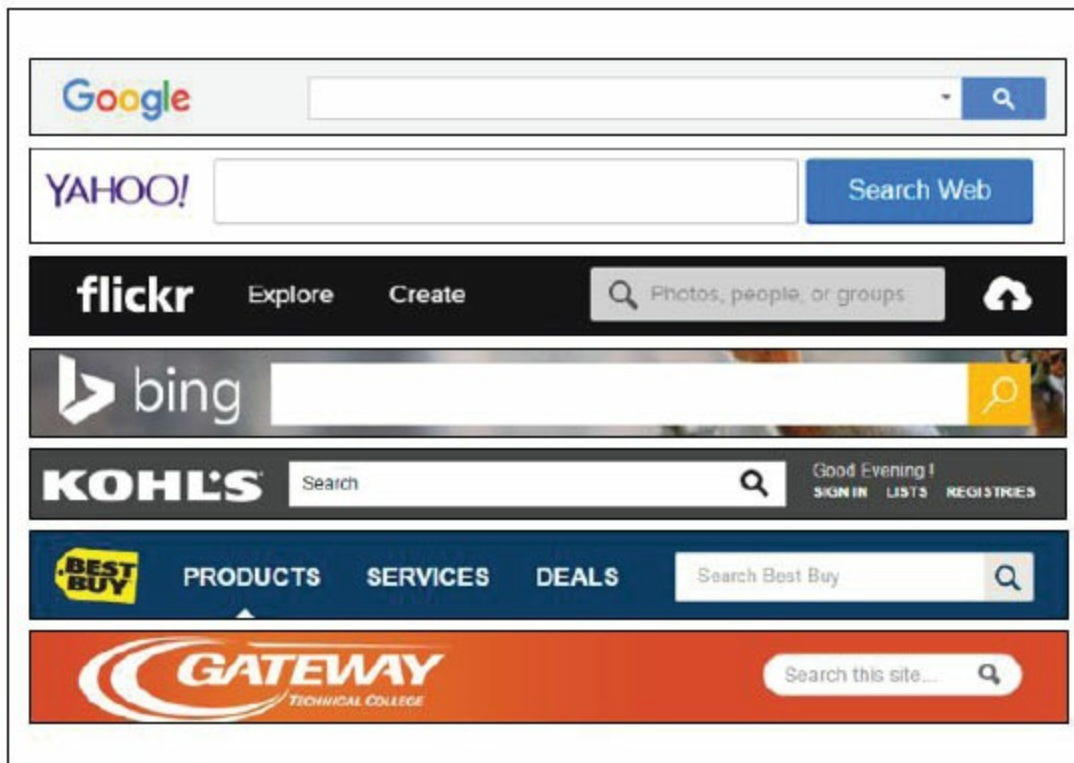 Google
YAHOO! Search Web
flickr Explore Create Photos, people, or groups
bing
KOHL'S Search Good Evening !
SIGN IN LISTS REGISTRIES
BEST BUY PRODUCTS SERVICES DEALS Search Best Buy
GATEWAY Search this site...
TECHNICAL COLLEGE